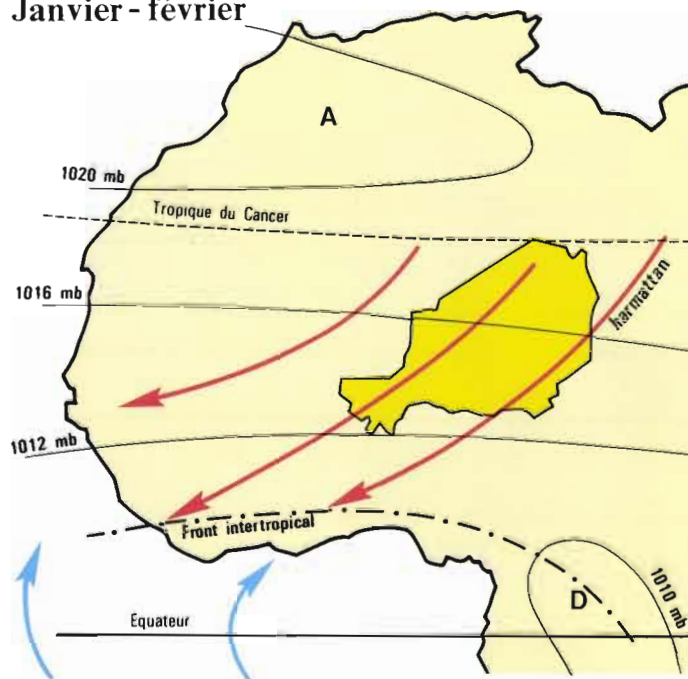 Janvier - février
A
1020 mb
Tropique du Cancer
1016 mb
harmattan
1012 mb
Front intertropical
1010 mb
D
Equateur